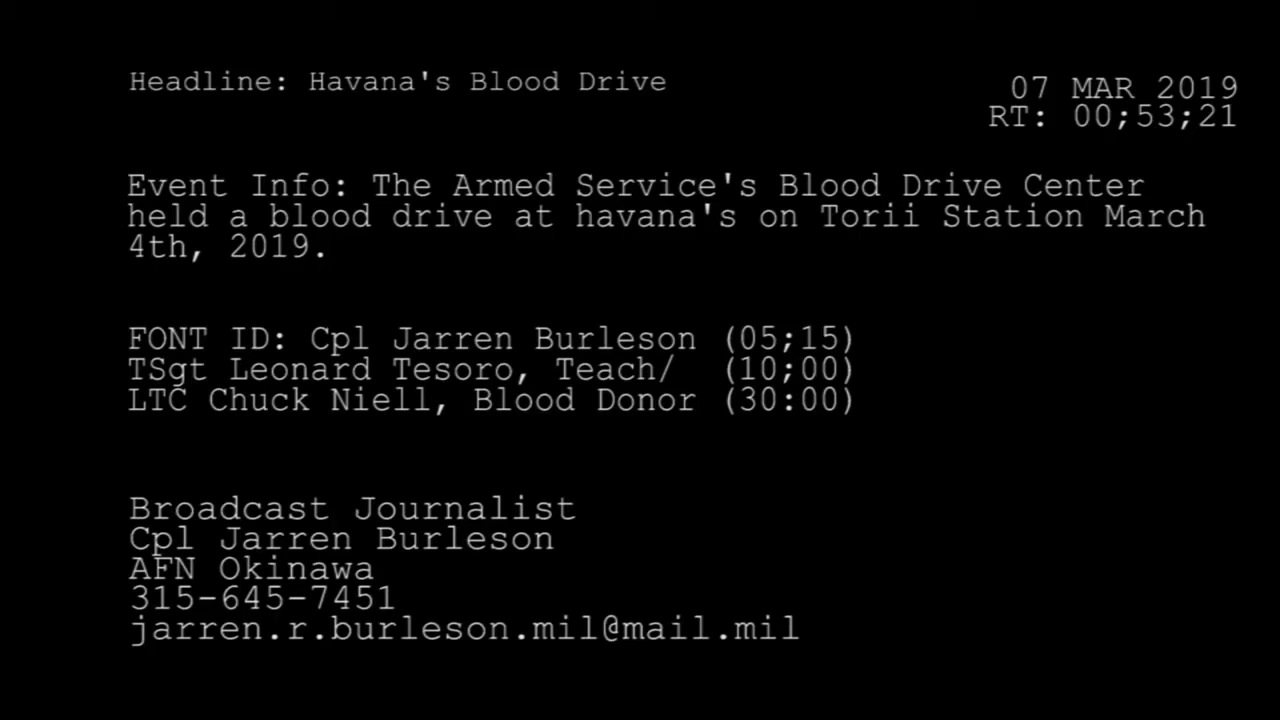 Headline: Havana's Blood Drive
07 MAR 2019
RT: 00;53;21
Event Info: The Armed Service's Blood Drive Center
held a blood drive at havana's on Torii Station March
4th, 2019.
FONT ID: Cpl Jarren Burleson (05;15)
TSgt Leonard Tesoro, Teach/ (10;00)
LTC Chuck Niell, Blood Donor (30:00)
Broadcast Journalist
Cpl Jarren Burleson
AFN Okinawa
315-645-7451
jarren.r.burleson.mil@mail.mil